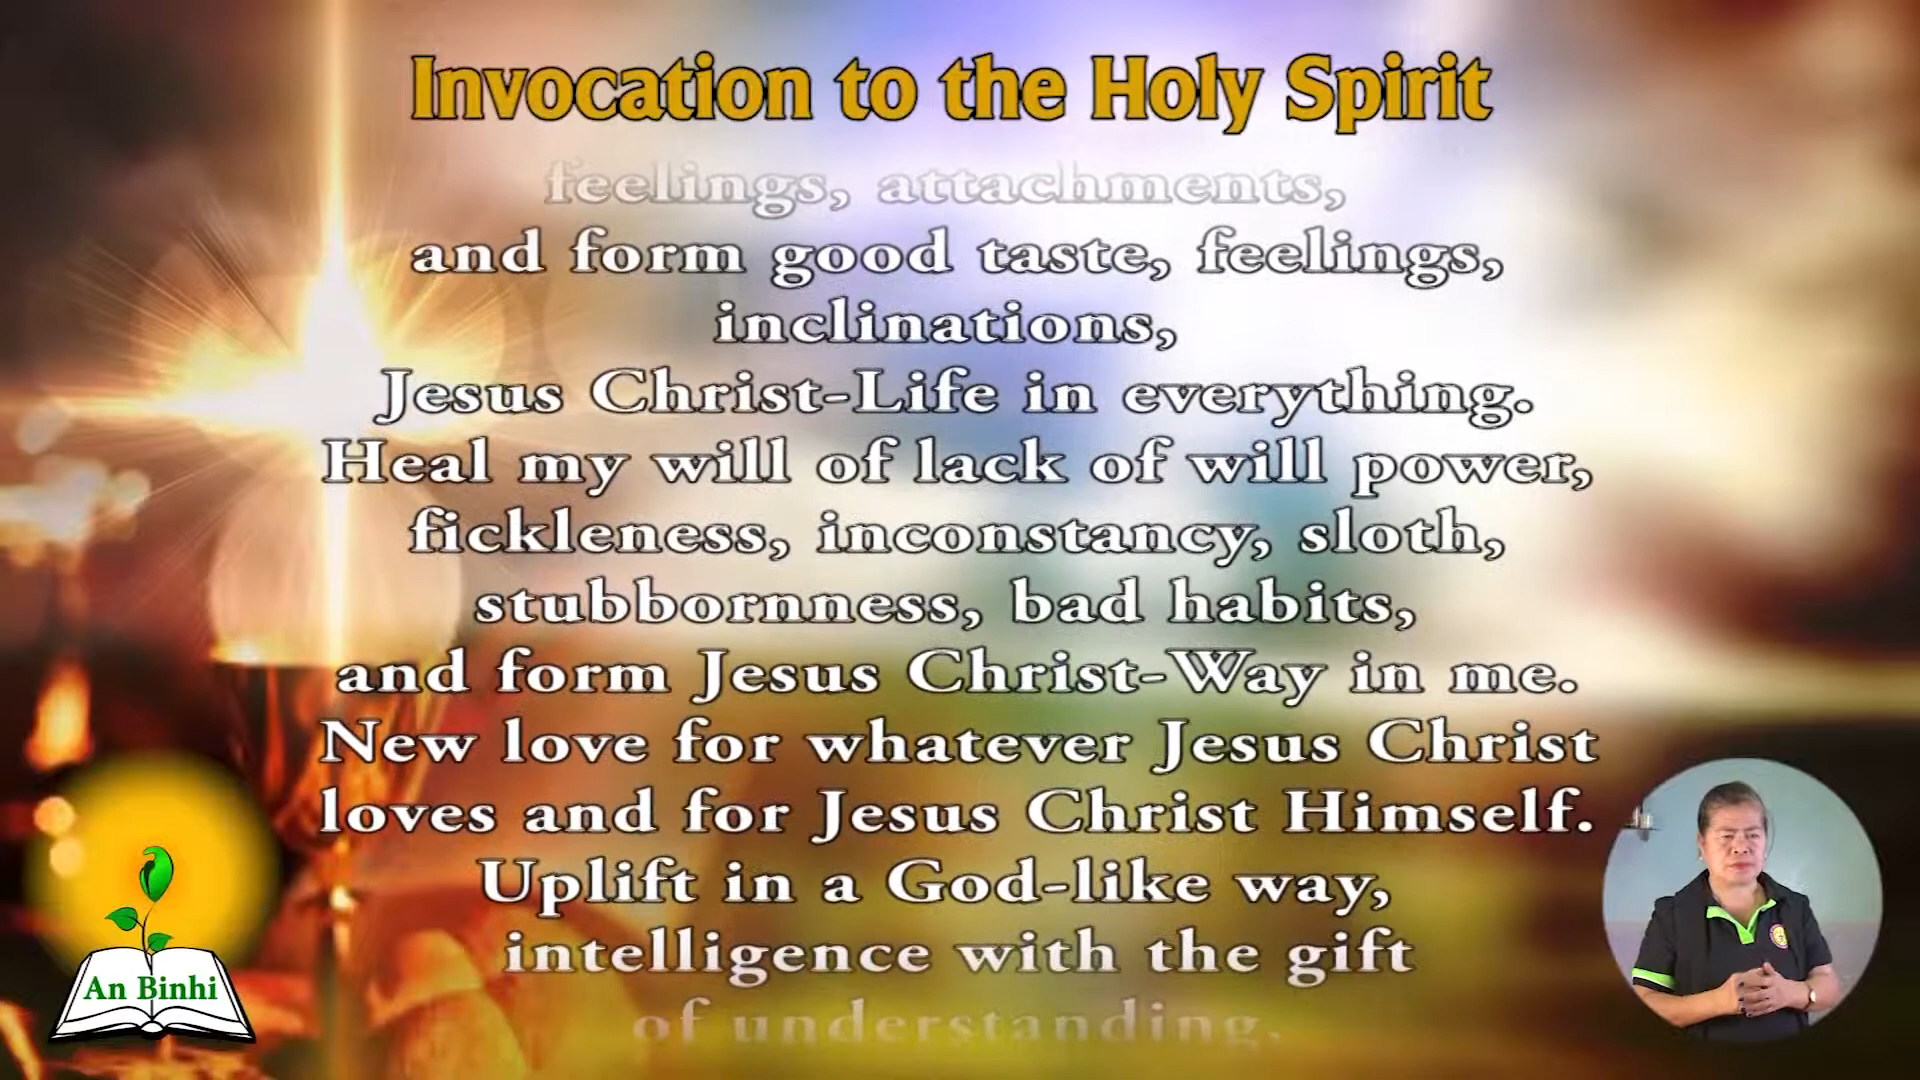 Invocation to the Holy Spirit
feelings, attachments,
and form good taste, feelings,
inclinations,
Jesus Christ-Life in everything.
Heal my will of lack of will power,
fickleness, inconstancy, sloth,
stubbornness, bad habits,
and form Jesus Christ-Way in me.
New love for whatever Jesus Christ
loves and for Jesus Christ Himself.
Uplift in a God-like way,
intelligence with the gift
of understanding.
An Binhi